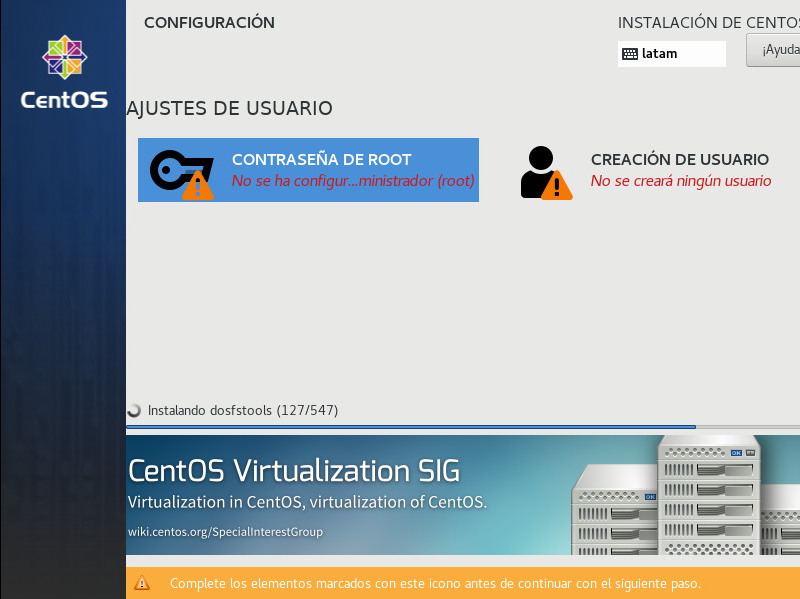 CONFIGURACIÓN
INSTALACIÓN DE CENTOS
latam
¡Ayuda
CentOS
AJUSTES DE USUARIO
CONTRASEÑA DE ROOT
No se ha configur...ministrador (root)
CREACIÓN DE USUARIO
No se creará ningún usuario
Instalando dosfstools (127/547)
CentOS Virtualization SIG
Virtualization in CentOS, virtualization of CentOS.
wiki.centos.org/SpecialInterestGroup
OK
OK
Complete los elementos marcados con este icono antes de continuar con el siguiente paso.